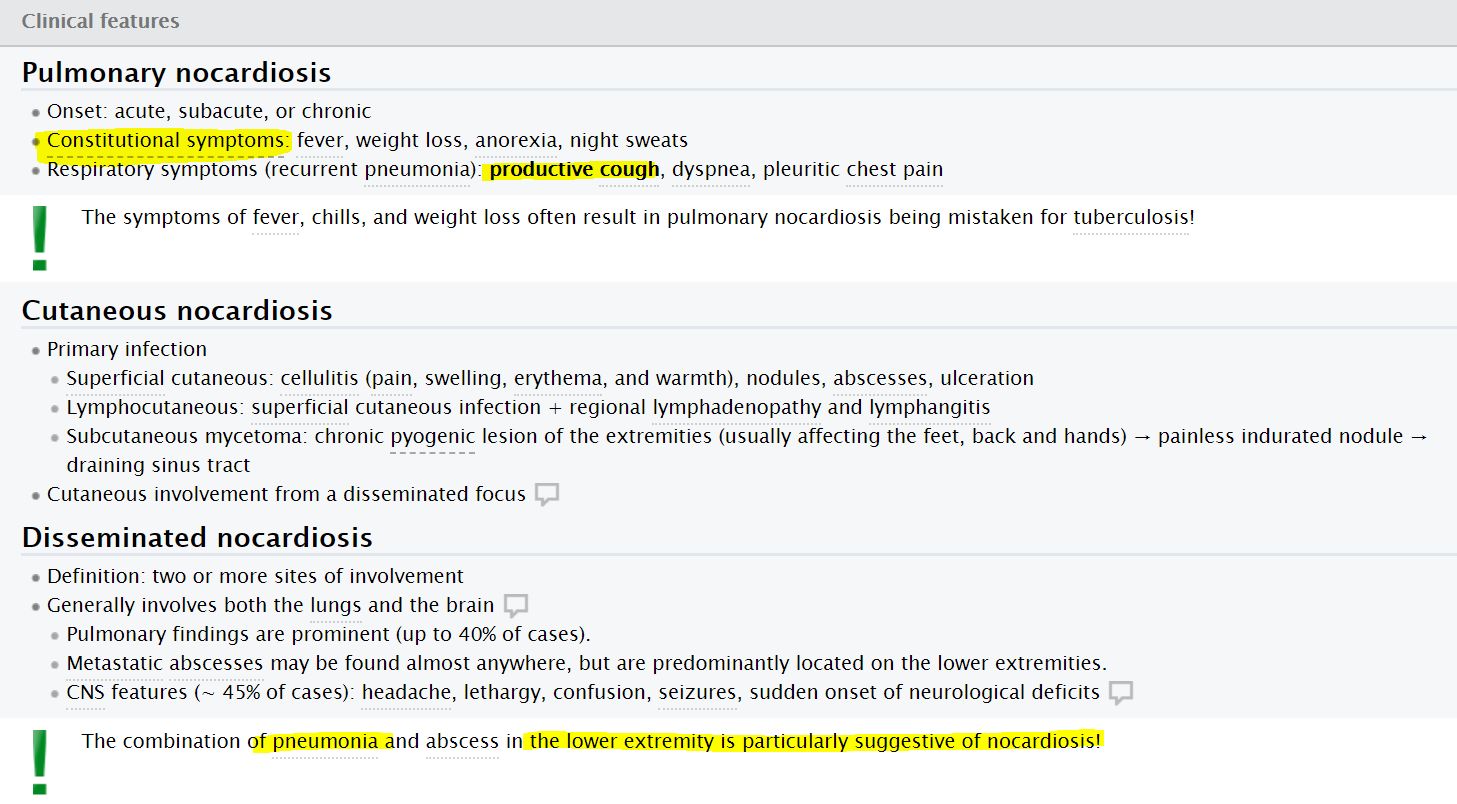 Clinical features
Pulmonary nocardiosis
Onset: acute, subacute, or chronic
Constitutional symptoms: fever, weight loss, anorexia, night sweats
Respiratory symptoms (recurrent pneumonia): productive cough, dyspnea, pleuritic chest pain
! The symptoms of fever, chills, and weight loss often result in pulmonary nocardiosis being mistaken for tuberculosis!
Cutaneous nocardiosis
Primary infection
Superficial cutaneous: cellulitis (pain, swelling, erythema, and warmth), nodules, abscesses, ulceration
Lymphocutaneous: superficial cutaneous infection + regional lymphadenopathy and lymphangitis
Subcutaneous mycetoma: chronic pyogenic lesion of the extremities (usually affecting the feet, back and hands) → painless indurated nodule →
draining sinus tract
Cutaneous involvement from a disseminated focus
Disseminated nocardiosis
Definition: two or more sites of involvement
Generally involves both the lungs and the brain
Pulmonary findings are prominent (up to 40% of cases).
Metastatic abscesses may be found almost anywhere, but are predominantly located on the lower extremities.
CNS features (~ 45% of cases): headache, lethargy, confusion, seizures, sudden onset of neurological deficits
! The combination of pneumonia and abscess in the lower extremity is particularly suggestive of nocardiosis!